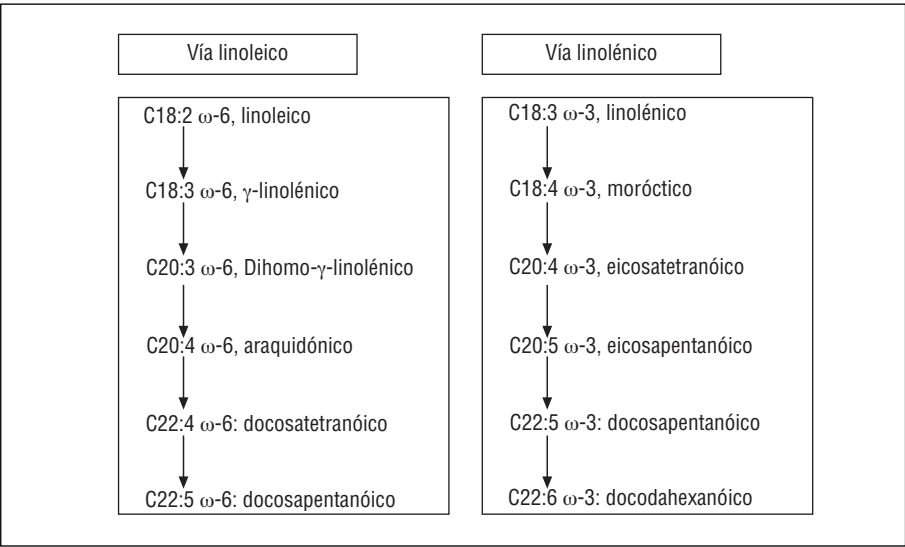 Vía linoleico
C18:2 ω-6, linoleico
C18:3 ω-6, γ-linolénico
C20:3 ω-6, Dihomo-γ-linolénico
C20:4 ω-6, araquidónico
C22:4 ω-6: docosatetranóico
C22:5 ω-6: docosapentanóico
Vía linolénico
C18:3 ω-3, linolénico
C18:4 ω-3, moróctico
C20:4 ω-3, eicosatetranóico
C20:5 ω-3, eicosapentanóico
C22:5 ω-3: docosapentanóico
C22:6 ω-3: docodahexanóico